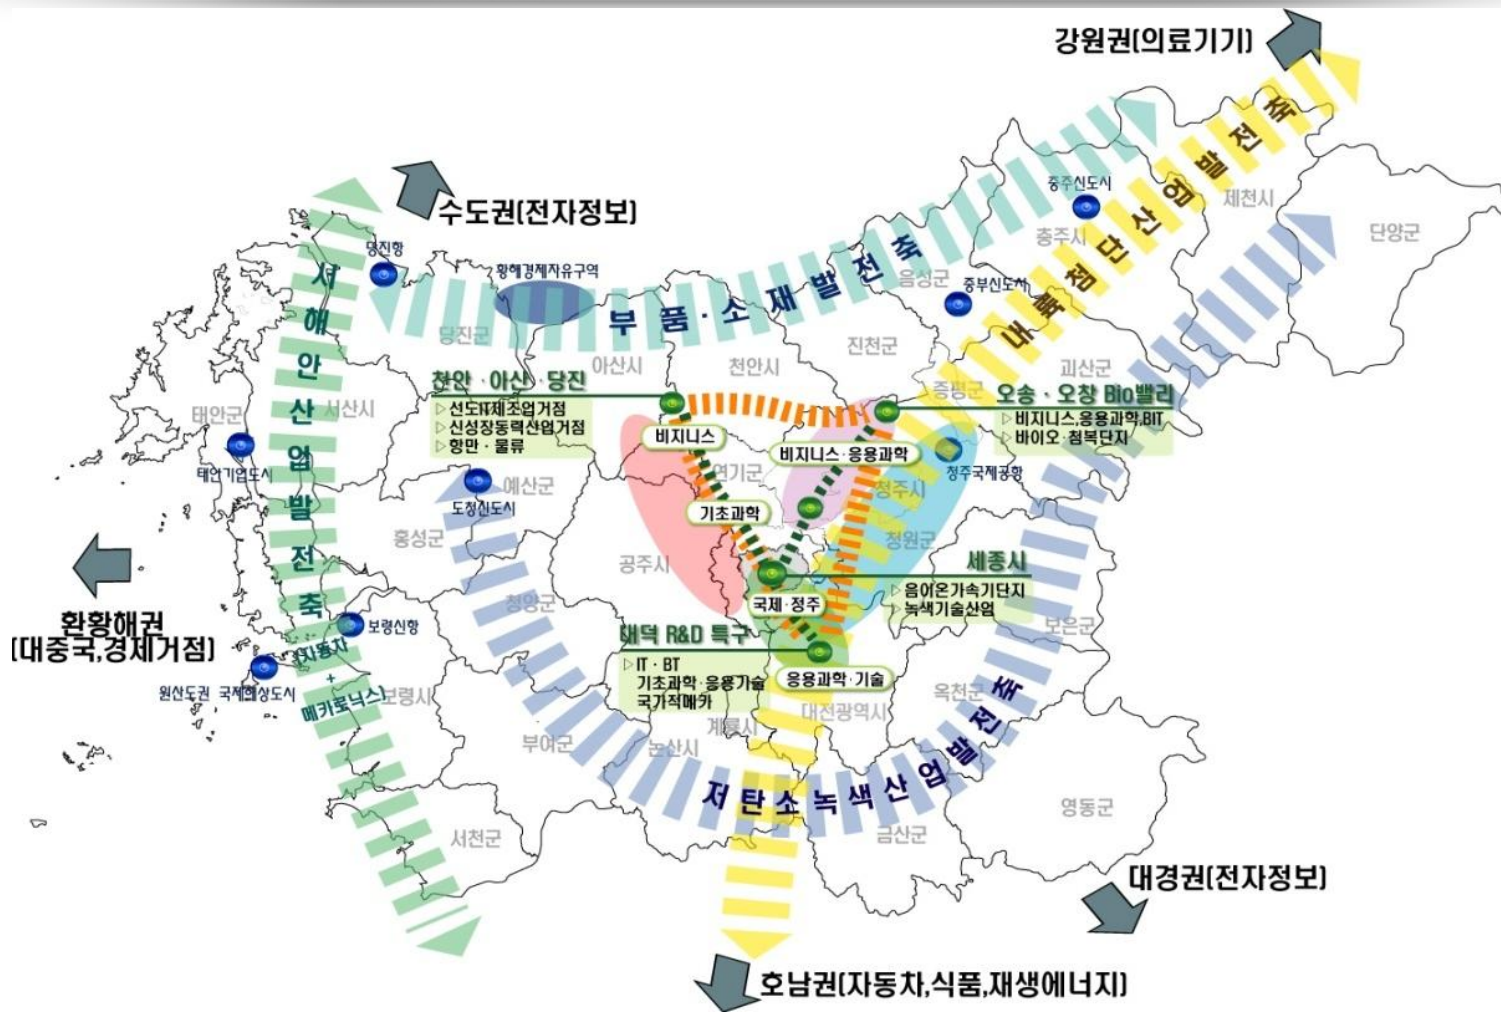 강원권(의료기기)
수도권(전자정보)
당진항
황해경제자유구역
충주신도시
제천시
단양군
충주시
음성군
중부신도시
서해안산업발전축
(자동차
+
메카로닉스)
부품·소재발전축
내륙첨단산업발전축
당진군
아산시
천안시
진천군
괴산군
증평군
천안·아산·당진
▷선도IT제조업거점
▷신성장동력산업거점
▷항만·물류
오송·오창 Bio밸리
▷비지니스,응용과학,BIT
▷바이오·첨복단지
태안군
서산시
비지니스
비지니스·응용과학
태안기업도시
연기군
청주국제공항
예산군
도청신도시
청주시
기초과학
홍성군
공주시
청원군
세종시
▷음이온가속기단지
▷녹색기술산업
환황해권
(대중국,경제거점)
청양군
국제·정주
보령신항
보은군
대덕 R&D 특구
▷IT·BT
기초과학·응용기술
국가적메카
응용과학·기술
원산도권 국제해상도시
보령시
옥천군
대전광역시
계룡시
부여군
논산시
저탄소녹색산업발전축
서천군
금산군
영동군
대경권(전자정보)
호남권(자동차,식품,재생에너지)